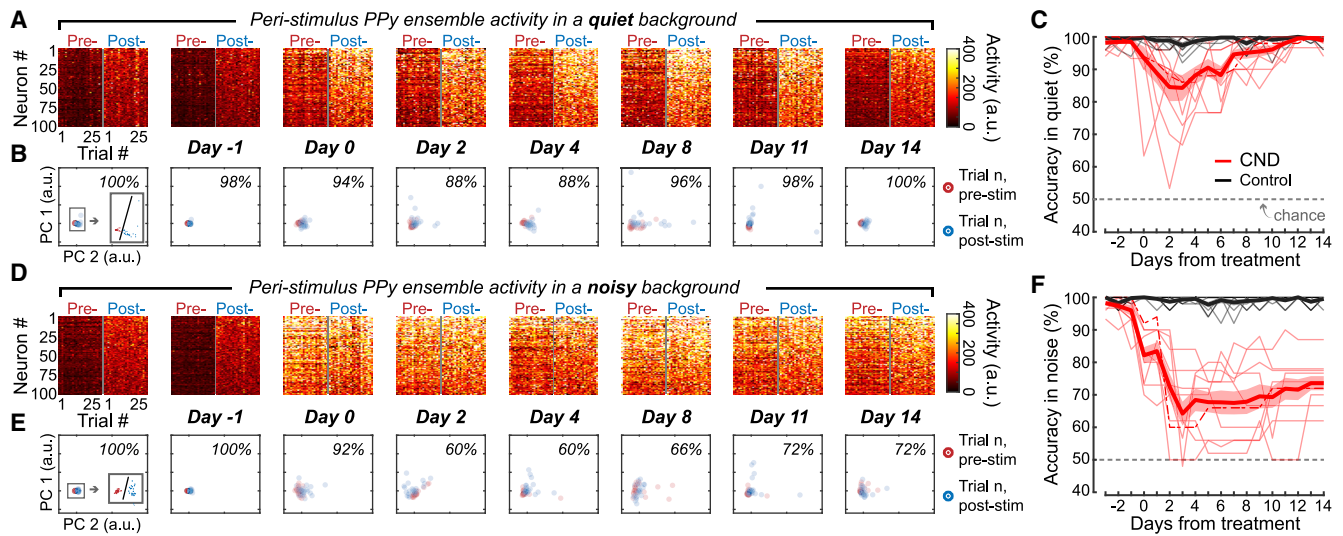 A
Peri-stimulus PPy ensemble activity in a quiet background
Pre- Post- Pre- Post- Pre- Post- Pre- Post- Pre- Post- Pre- Post- Pre- Post- Pre- Post-
Neuron #
1
25
50
75
100
1 25 1 25
Trial #
Activity (a.u.)
400
200
0
Day -1 Day 0 Day 2 Day 4 Day 8 Day 11 Day 14
B
100% 98% 94% 88% 88% 96% 98% 100%
PC 1 (a.u.)
PC 2 (a.u.)
Trial n,
pre-stim
Trial n,
post-stim
C
Accuracy in quiet (%)
100
90
80
70
60
50
40
CND
Control
chance
-2 0 2 4 6 8 10 12 14
Days from treatment
D
Peri-stimulus PPy ensemble activity in a noisy background
Pre- Post- Pre- Post- Pre- Post- Pre- Post- Pre- Post- Pre- Post- Pre- Post- Pre- Post-
Neuron #
1
25
50
75
100
1 25 1 25
Trial #
Activity (a.u.)
400
200
0
Day -1 Day 0 Day 2 Day 4 Day 8 Day 11 Day 14
E
100% 100% 92% 60% 60% 66% 72% 72%
PC 1 (a.u.)
PC 2 (a.u.)
Trial n,
pre-stim
Trial n,
post-stim
F
Accuracy in noise (%)
100
90
80
70
60
50
40
-2 0 2 4 6 8 10 12 14
Days from treatment